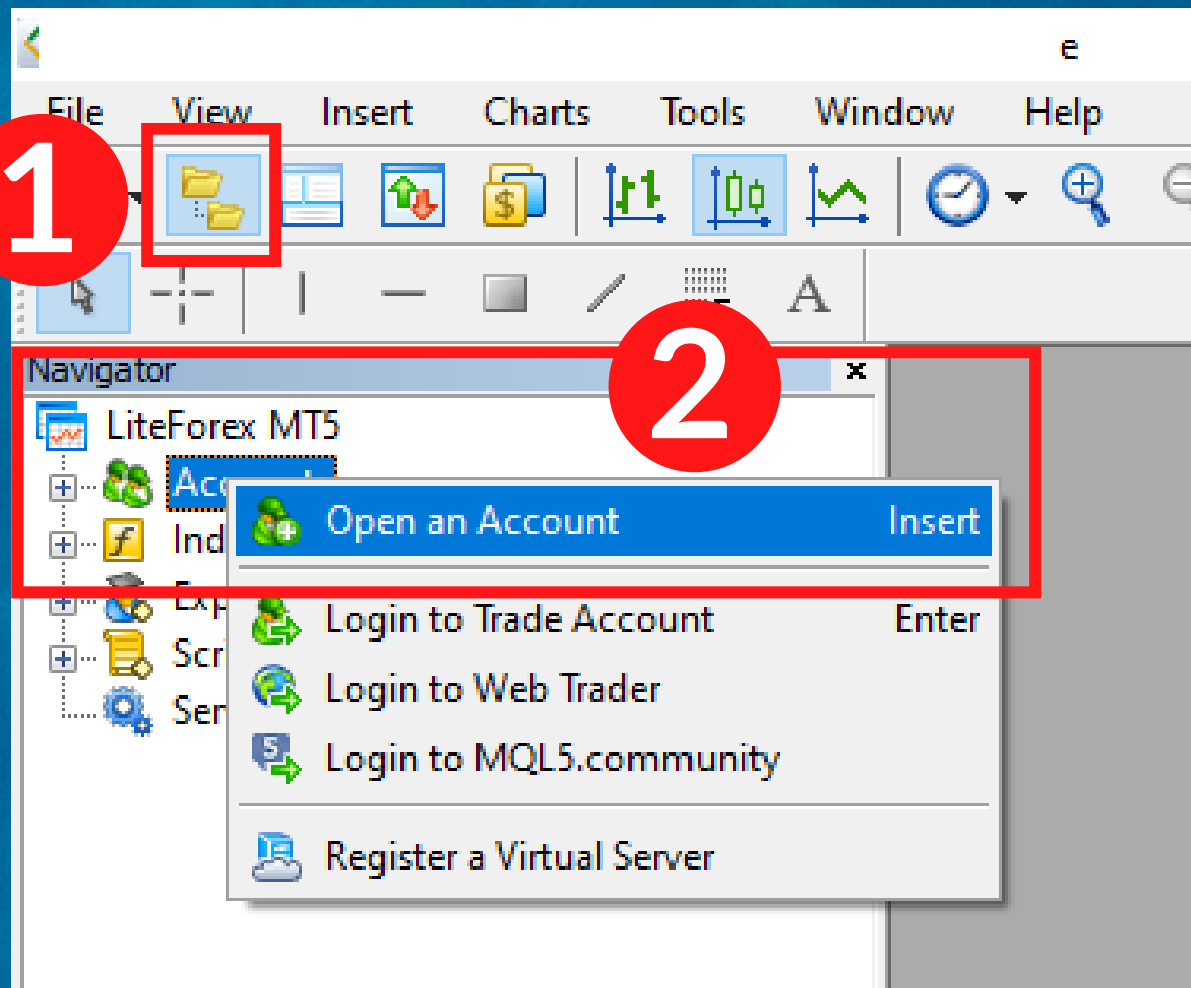 e
File View Insert Charts Tools Window Help
1
A
2
Navigator
LiteForex MT5
Open an Account Insert
Login to Trade Account Enter
Login to Web Trader
Login to MQL5.community
Register a Virtual Server